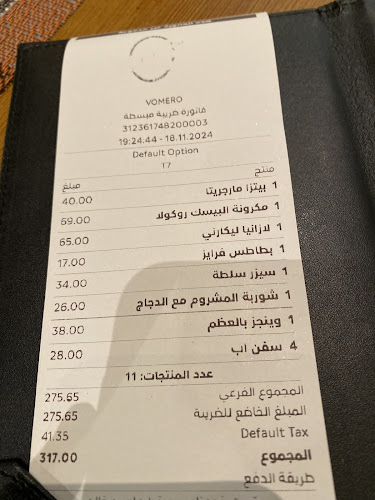 VOMERO
فاتورة ضريبة مبسطة
312361748200003
19:24:44 - 18.11.2024
Default Option
T7
منتج مبلغ
1 بيتزا مارجريتا 40.00
1 مكرونة البيسك روكولا 69.00
1 لازانيا ليكارني 65.00
1 بطاطس فرايز 17.00
1 سيزر سلطة 34.00
1 شوربة المشروم مع الدجاج 26.00
1 وينجز بالعظم 38.00
4 سفن اب 28.00
عدد المنتجات: 11
المجموع الفرعي 275.65
المبلغ الخاضع للضريبة 275.65
Default Tax 41.35
المجموع 317.00
طريقة الدفع